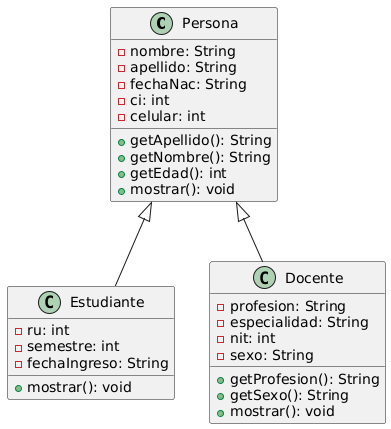 C Persona
nombre: String
apellido: String
fechaNac: String
ci: int
celular: int
getApellido(): String
getNombre(): String
getEdad(): int
mostrar(): void
C Estudiante
ru: int
semestre: int
fechaIngreso: String
mostrar(): void
C Docente
profesion: String
especialidad: String
nit: int
sexo: String
getProfesion(): String
getSexo(): String
mostrar(): void